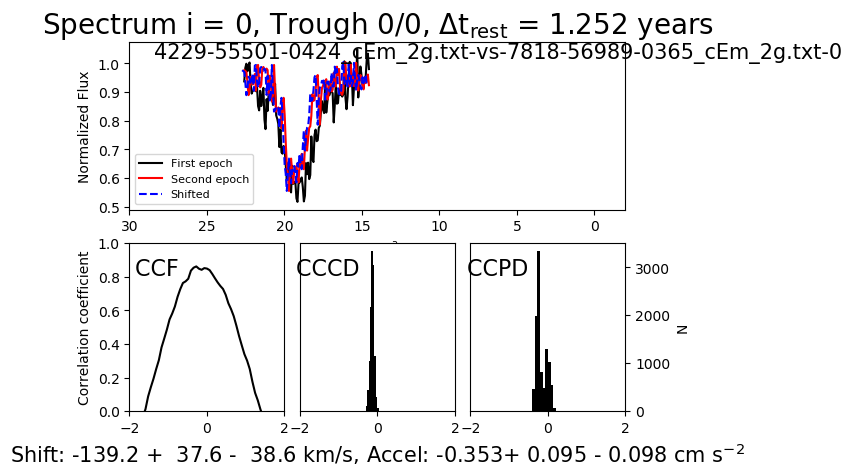 Spectrum i = 0, Trough 0/0, Δt_rest = 1.252 years
4229-55501-0424_cEm_2g.txt-vs-7818-56989-0365_cEm_2g.txt-0
Normalized Flux
1.0
0.9
0.8
0.7
0.6
0.5
First epoch
Second epoch
Shifted
30 25 20 15 10 5 0
Correlation coefficient
1.0
0.8
0.6
0.4
0.2
0.0
CCF
CCCD
CCPD
3000
2000
1000
0
N
−2 0 2
−2 0 2
−2 0 2
Shift: -139.2 + 37.6 - 38.6 km/s, Accel: -0.353+ 0.095 - 0.098 cm s⁻²